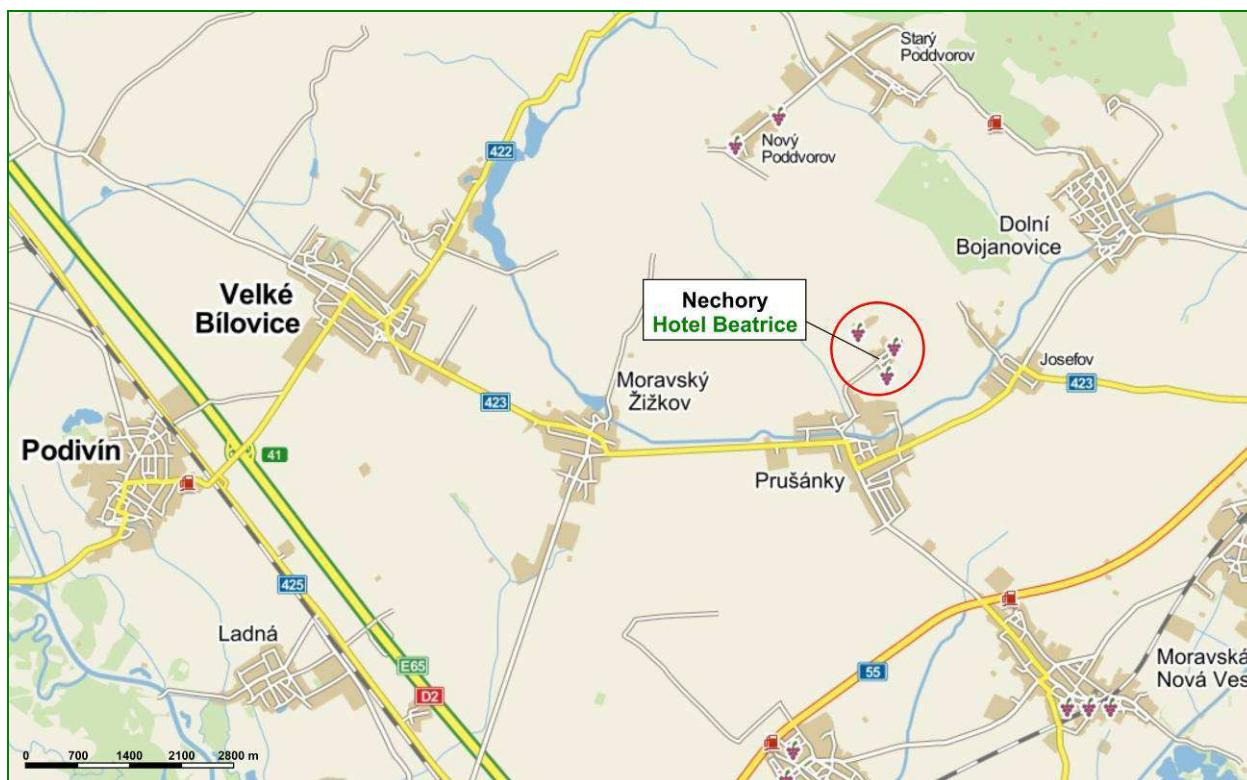 Starý
Poddvorov
Nový
Poddvorov
422
Dolní
Bojanovice
Velké
Bílovice
Nechory
Hotel Beatrice
Josefov
423
Moravský
Žižkov
423
Podivín
41
Prušánky
425
Ladná
E65
D2
55
Moravská
Nová Ves
0 700 1400 2100 2800 m